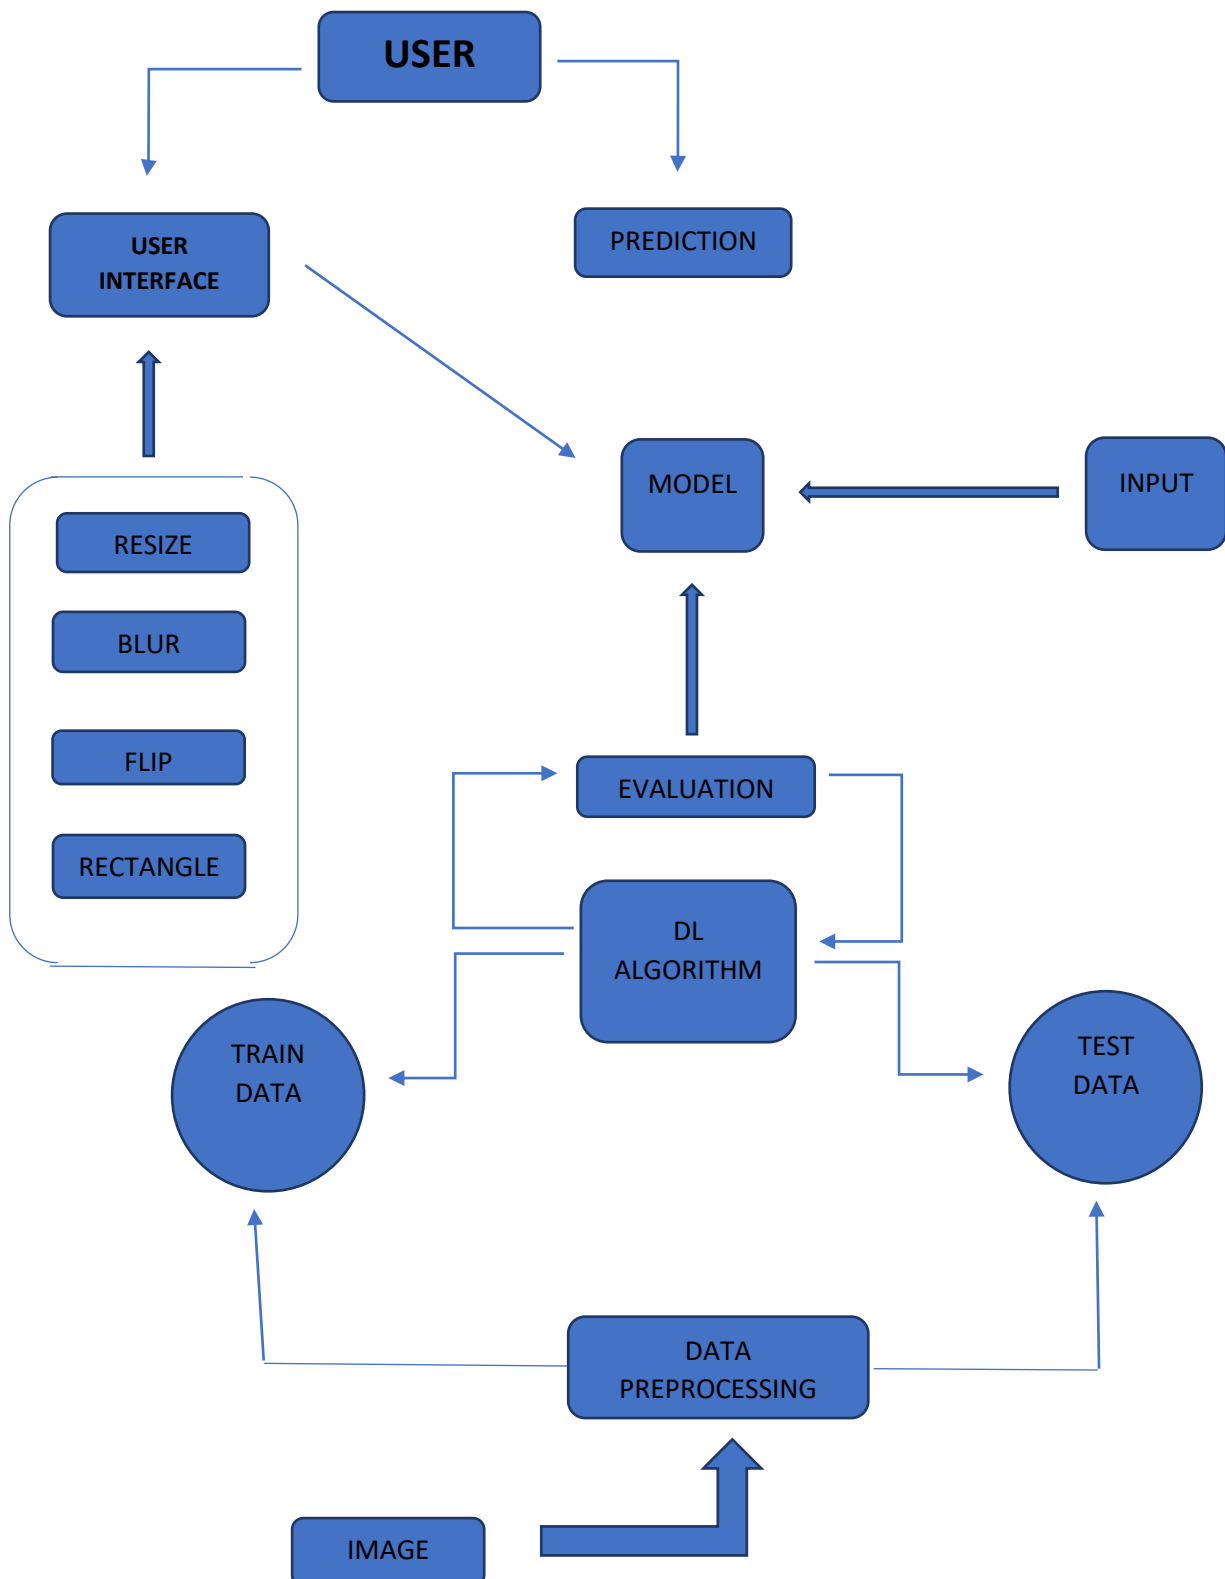 USER
USER
INTERFACE
PREDICTION
MODEL
INPUT
RESIZE
BLUR
FLIP
RECTANGLE
EVALUATION
DL
ALGORITHM
TRAIN
DATA
TEST
DATA
DATA
PREPROCESSING
IMAGE